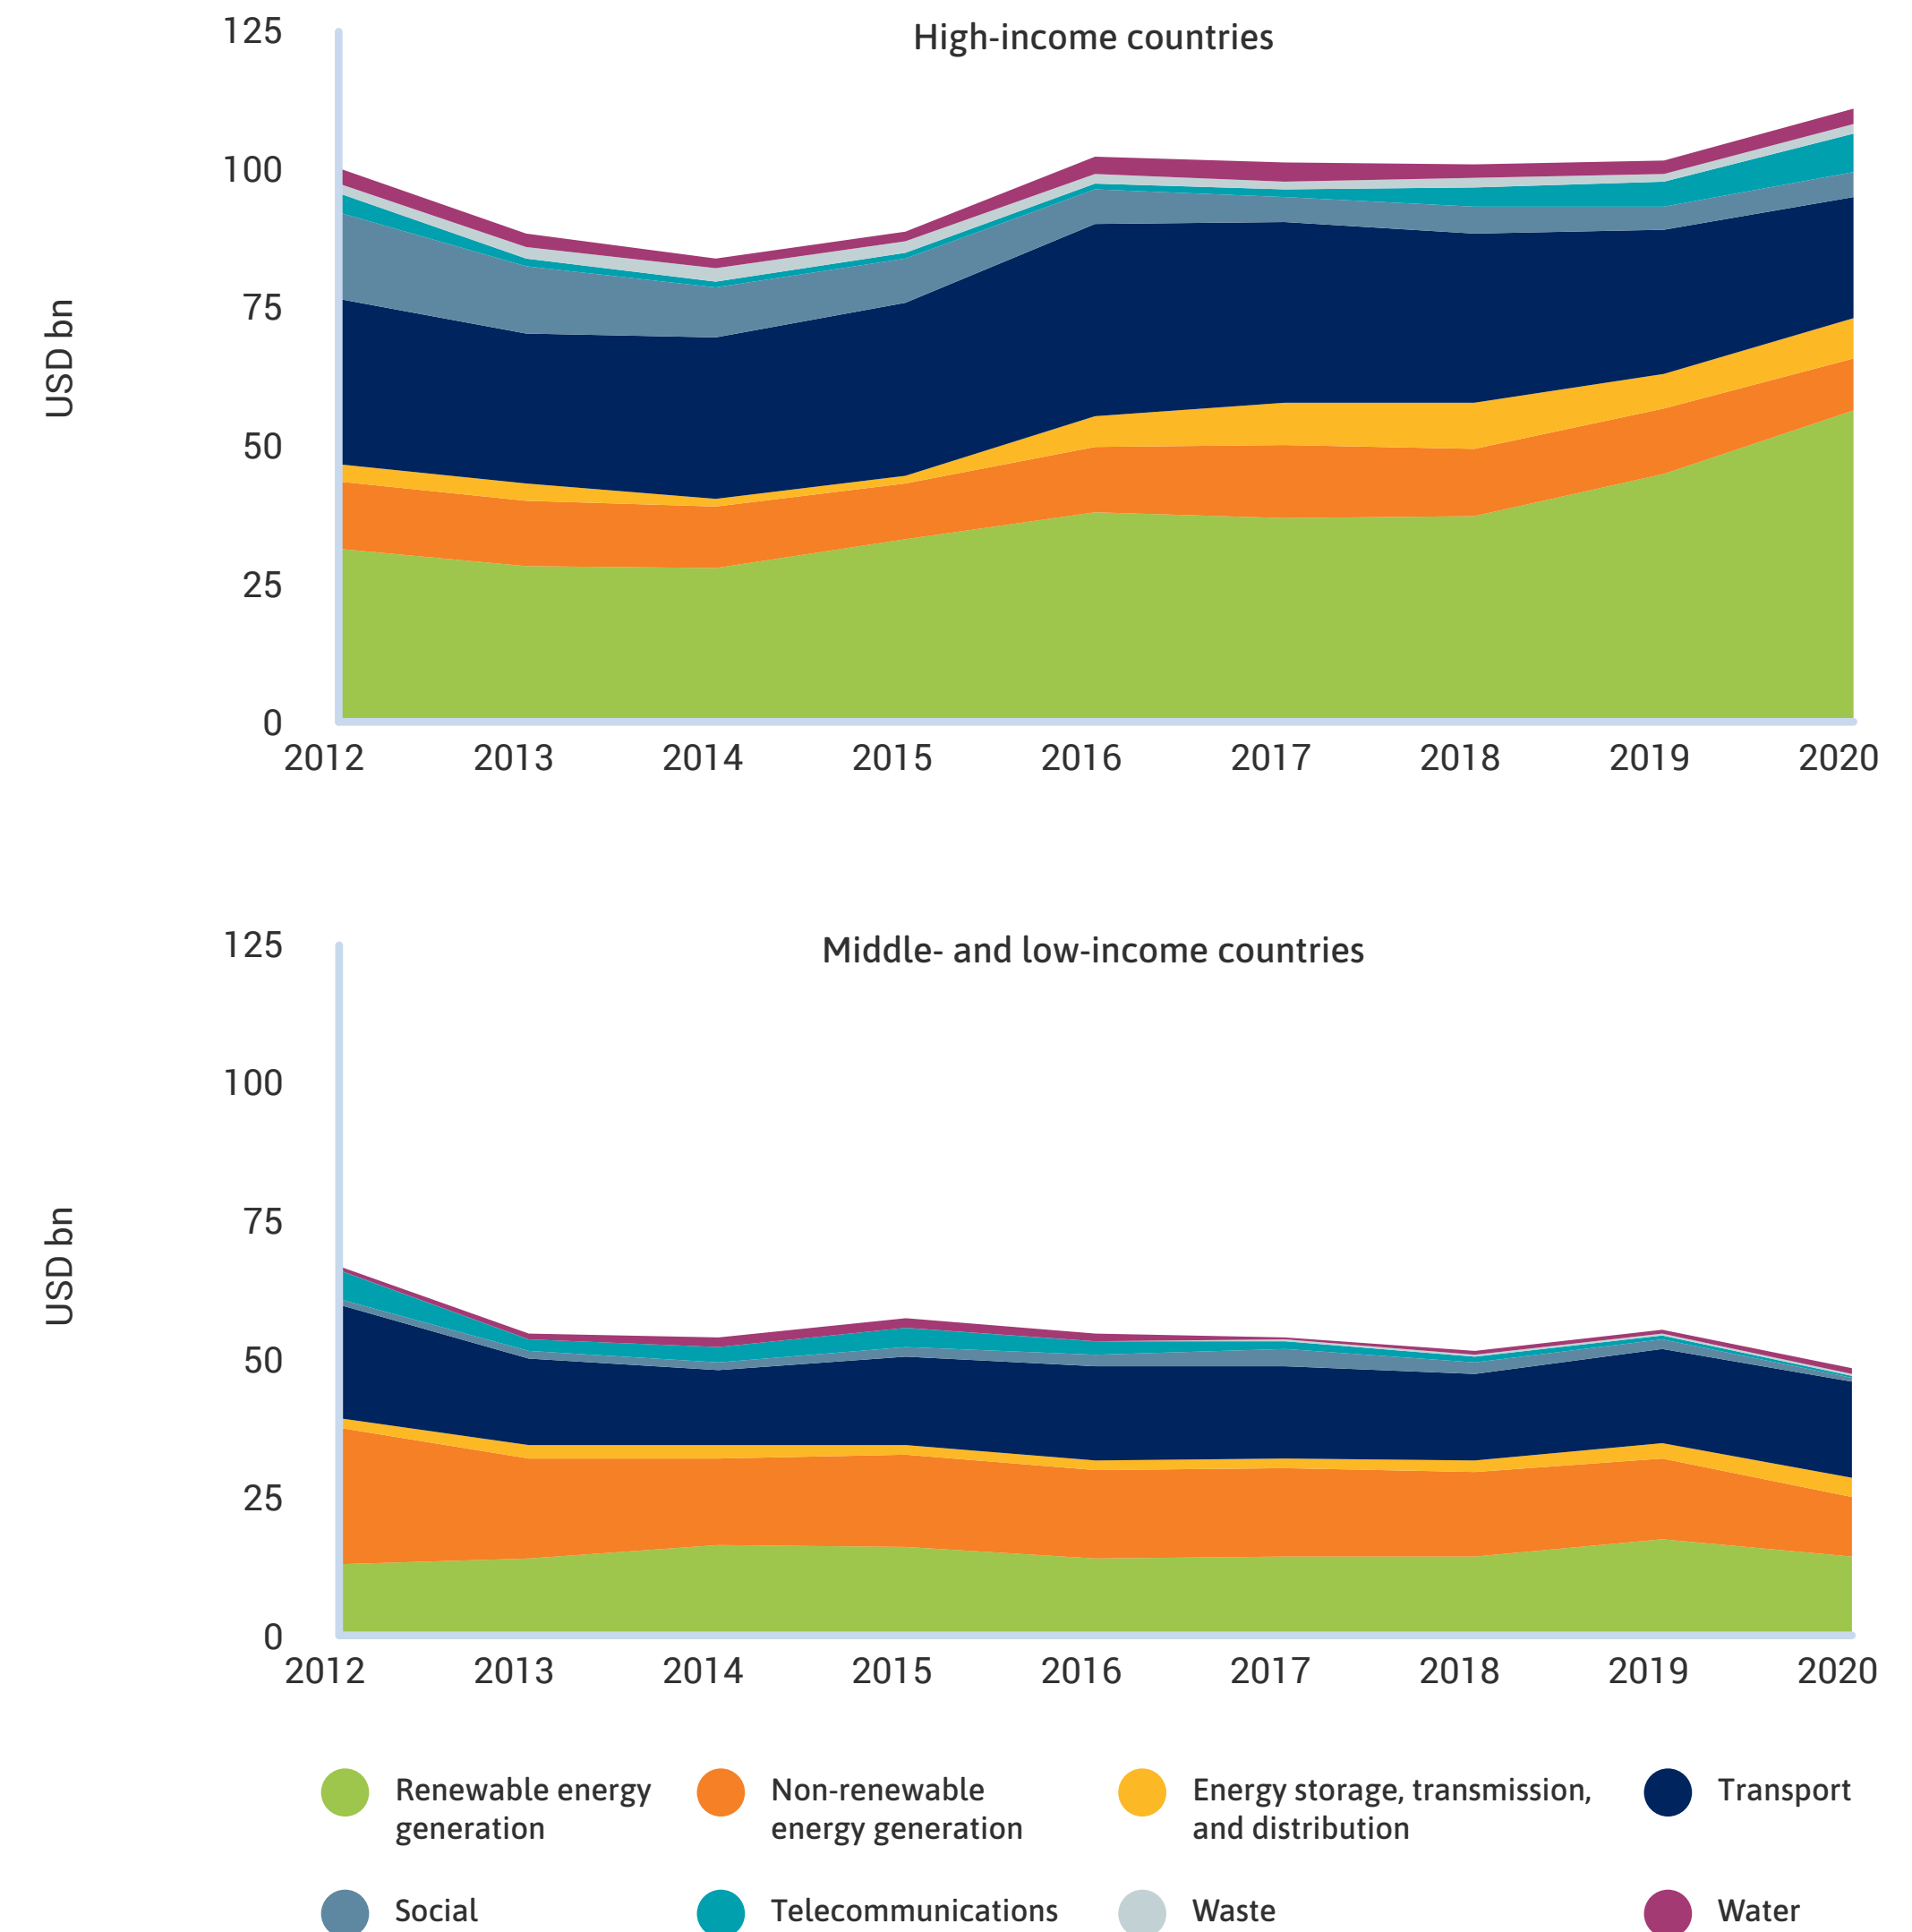 High-income countries
125
100
75
50
25
0
USD bn
2012 2013 2014 2015 2016 2017 2018 2019 2020
Middle- and low-income countries
125
100
75
50
25
0
USD bn
2012 2013 2014 2015 2016 2017 2018 2019 2020
Renewable energy
generation
Non-renewable
energy generation
Energy storage, transmission,
and distribution
Transport
Social
Telecommunications
Waste
Water